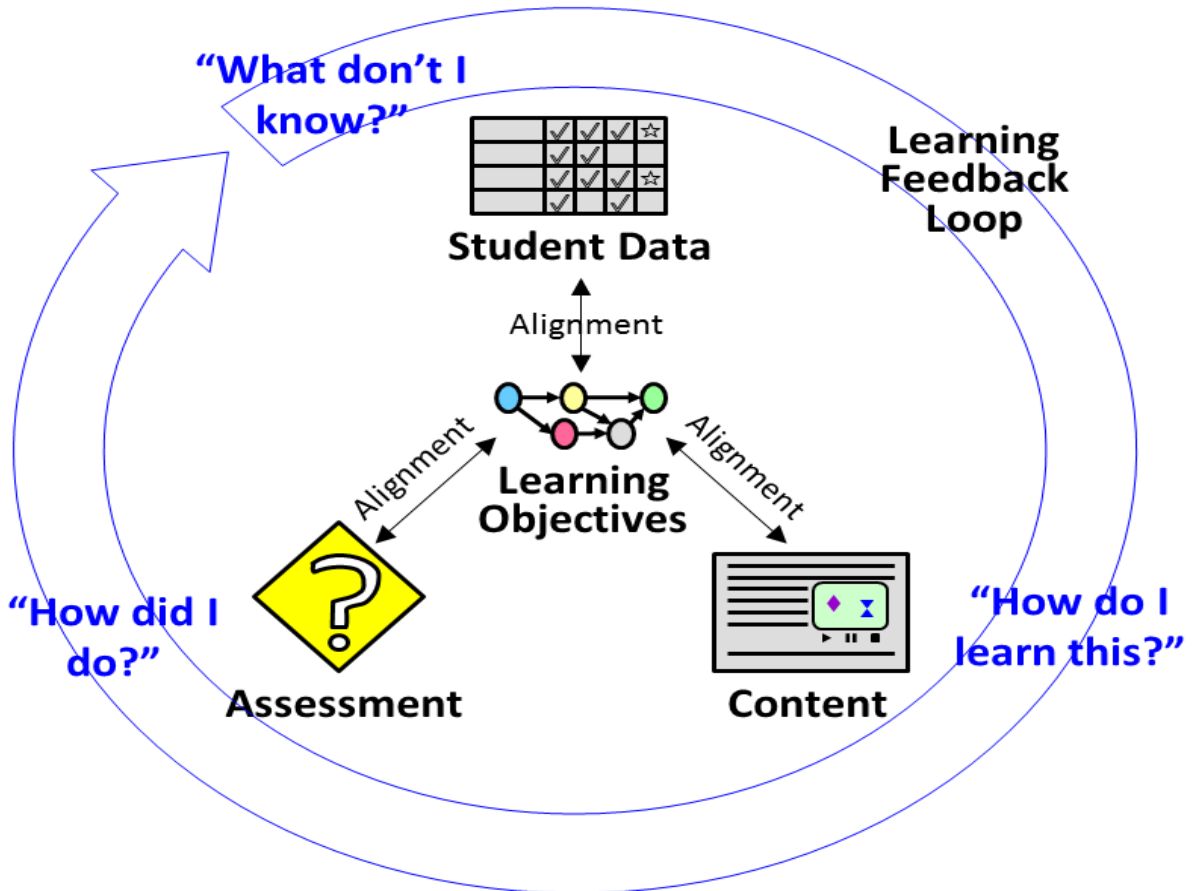 “What don’t I
know?”
Learning
Feedback
Loop
Student Data
Alignment
Alignment
Alignment
Learning
Objectives
“How did I
do?”
“How do I
learn this?”
?
Assessment
Content